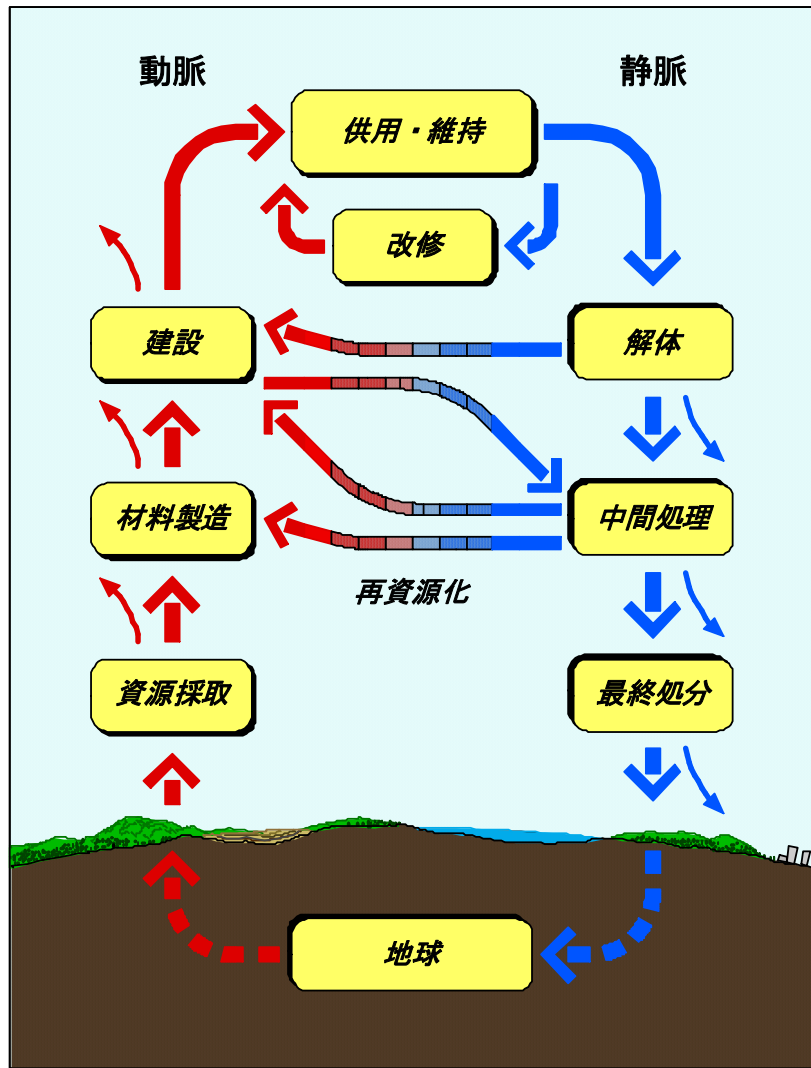 動脈
静脈
供用・維持
改修
建設
解体
材料製造
中間処理
再資源化
資源採取
最終処分
地球